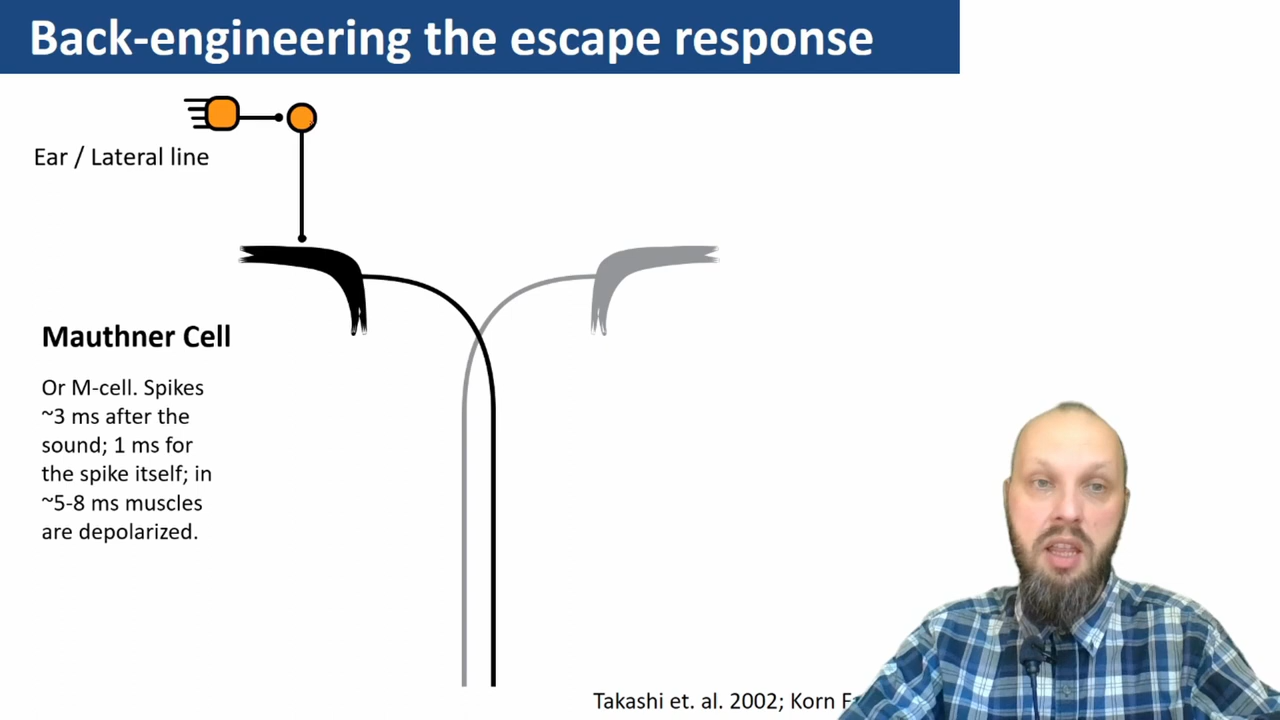 Back-engineering the escape response
Ear / Lateral line
Mauthner Cell
Or M-cell. Spikes
~3 ms after the
sound; 1 ms for
the spike itself; in
~5-8 ms muscles
are depolarized.
Takashi et. al. 2002; Korn